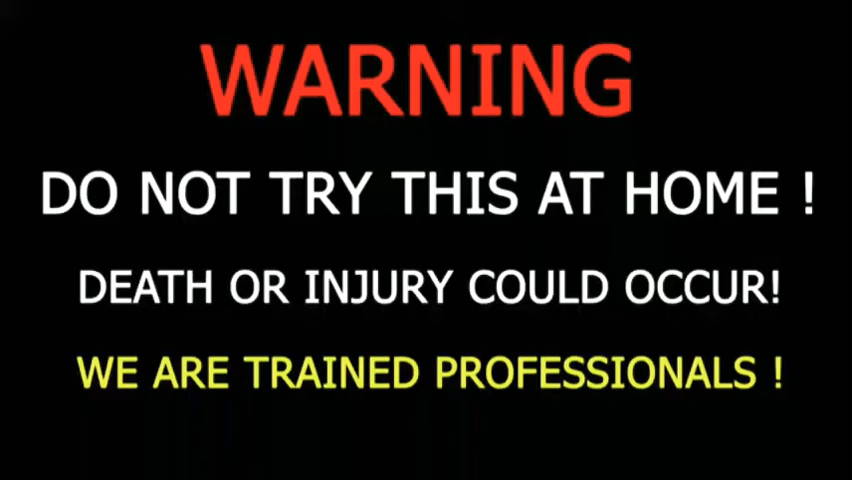 WARNING
DO NOT TRY THIS AT HOME !
DEATH OR INJURY COULD OCCUR!
WE ARE TRAINED PROFESSIONALS !